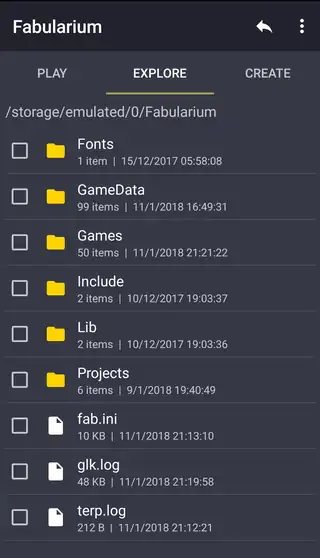 Fabularium
PLAY EXPLORE CREATE
/storage/emulated/0/Fabularium
Fonts
1 item | 15/12/2017 05:58:08
GameData
99 items | 11/1/2018 16:49:31
Games
50 items | 11/1/2018 21:21:22
Include
2 items | 10/12/2017 19:03:37
Lib
2 items | 10/12/2017 19:03:36
Projects
6 items | 9/1/2018 19:40:49
fab.ini
10 KB | 11/1/2018 21:13:10
glk.log
48 KB | 11/1/2018 21:19:58
terp.log
212 B | 11/1/2018 21:12:21